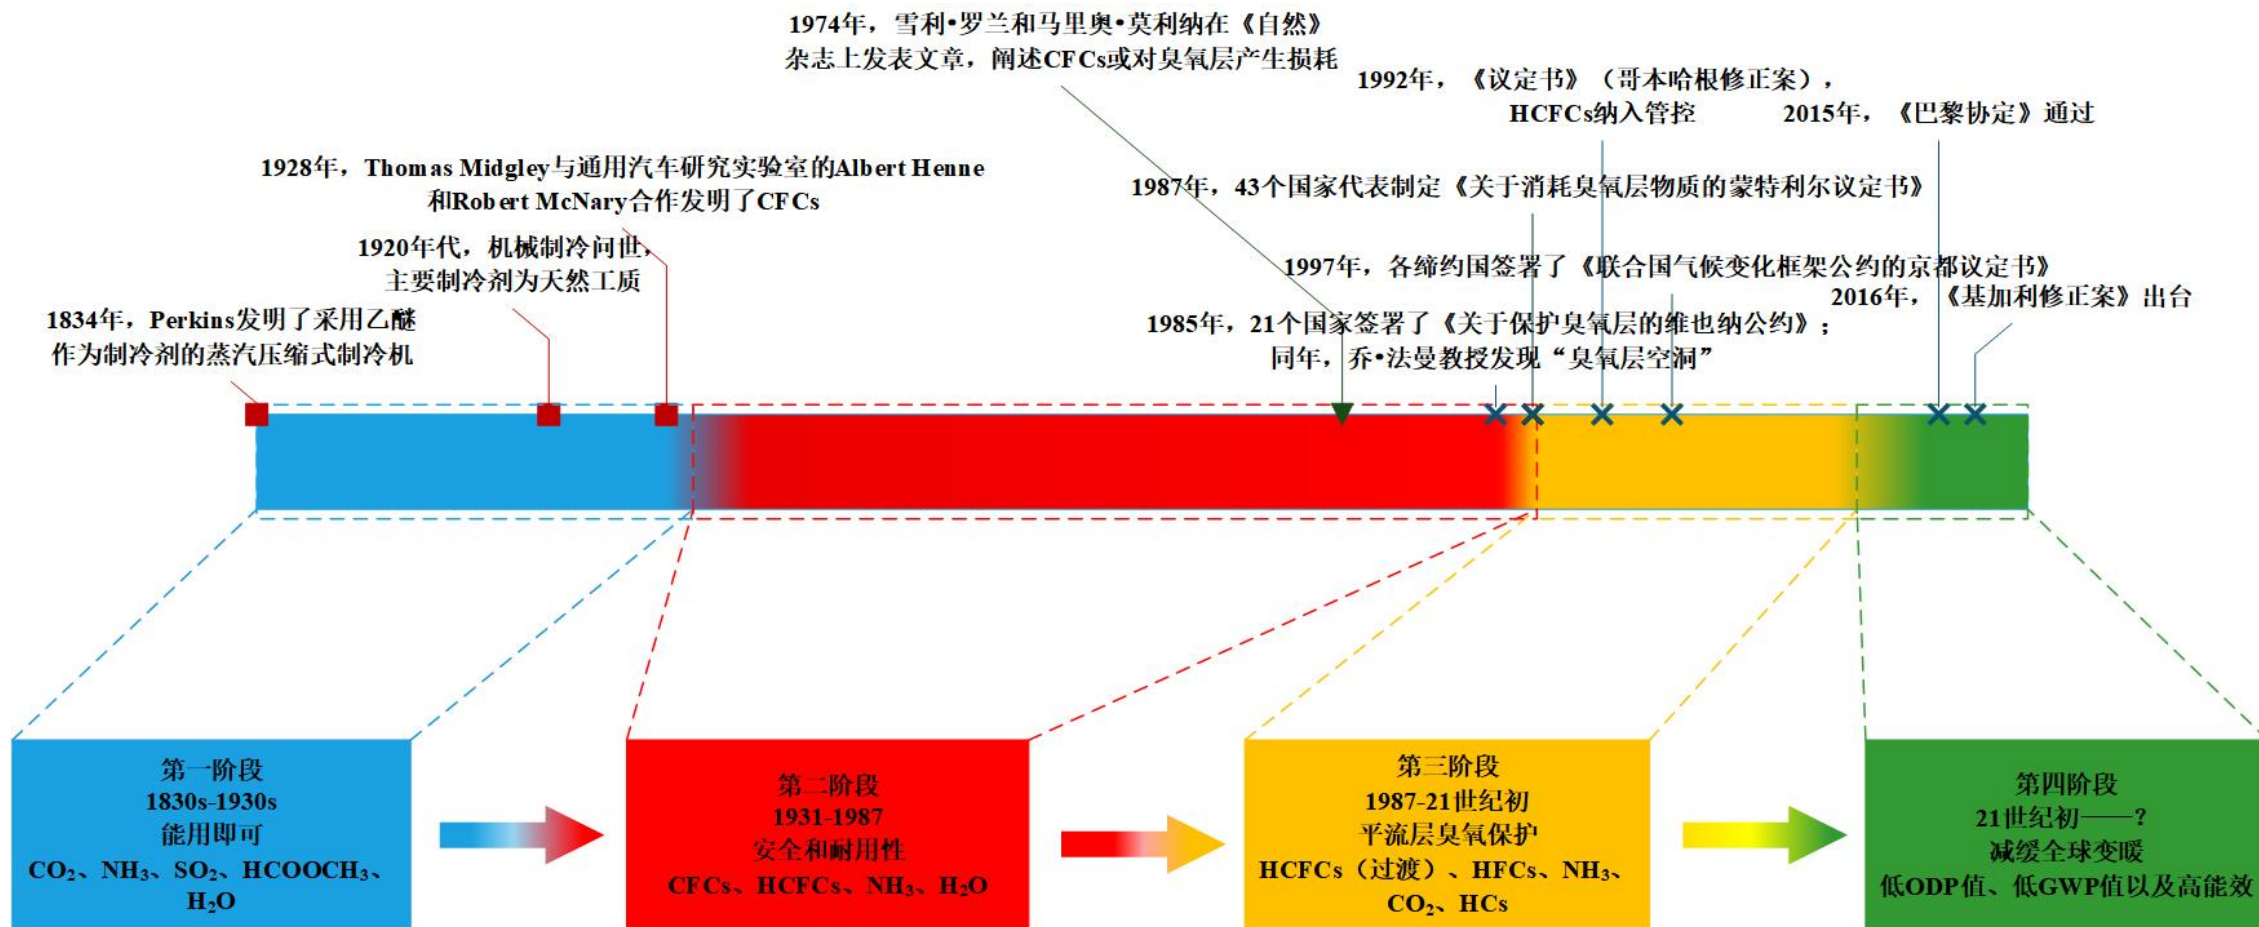 1974年，雪利•罗兰和马里奥•莫利纳在《自然》
杂志上发表文章，阐述CFCs或对臭氧层产生损耗
1992年，《议定书》（哥本哈根修正案），
HCFCs纳入管控
2015年，《巴黎协定》通过
1928年，Thomas Midgley与通用汽车研究实验室的Albert Henne
和Robert McNary合作发明了CFCs
1987年，43个国家代表制定《关于消耗臭氧层物质的蒙特利尔议定书》
1920年代，机械制冷问世，
主要制冷剂为天然工质
1997年，各缔约国签署了《联合国气候变化框架公约的京都议定书》
2016年，《基加利修正案》出台
1834年，Perkins发明了采用乙醚
作为制冷剂的蒸汽压缩式制冷机
1985年，21个国家签署了《关于保护臭氧层的维也纳公约》；
同年，乔•法曼教授发现“臭氧层空洞”
第一阶段
1830s-1930s
能用即可
CO₂、NH₃、SO₂、HCOOCH₃、
H₂O
第二阶段
1931-1987
安全和耐用性
CFCs、HCFCs、NH₃、H₂O
第三阶段
1987-21世纪初
平流层臭氧保护
HCFCs（过渡）、HFCs、NH₃、
CO₂、HCs
第四阶段
21世纪初——?
减缓全球变暖
低ODP值、低GWP值以及高能效